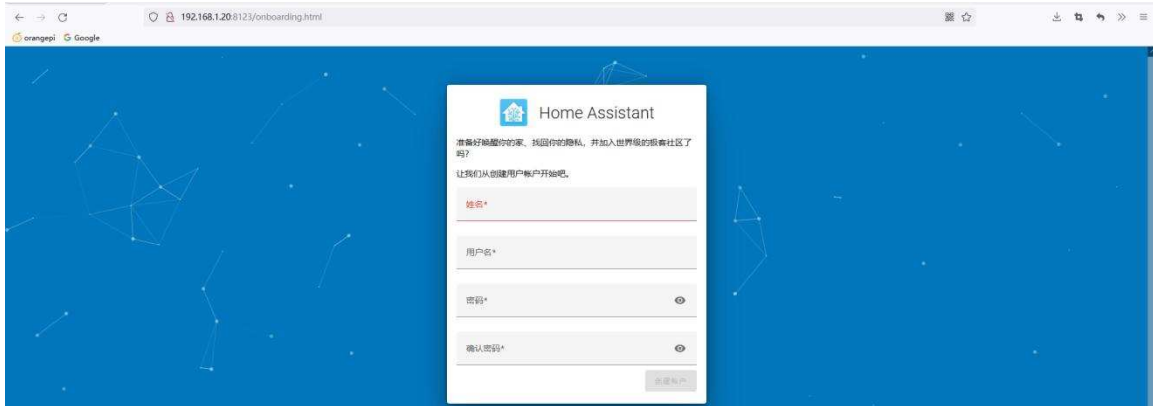 192.168.1.20:8123/onboarding.html
orangepi Google
Home Assistant
准备好唤醒你的家、找回你的隐私，并加入世界级的极客社区了
吗?
让我们从创建用户帐户开始吧。
姓名*
用户名*
密码*
确认密码*
创建帐户